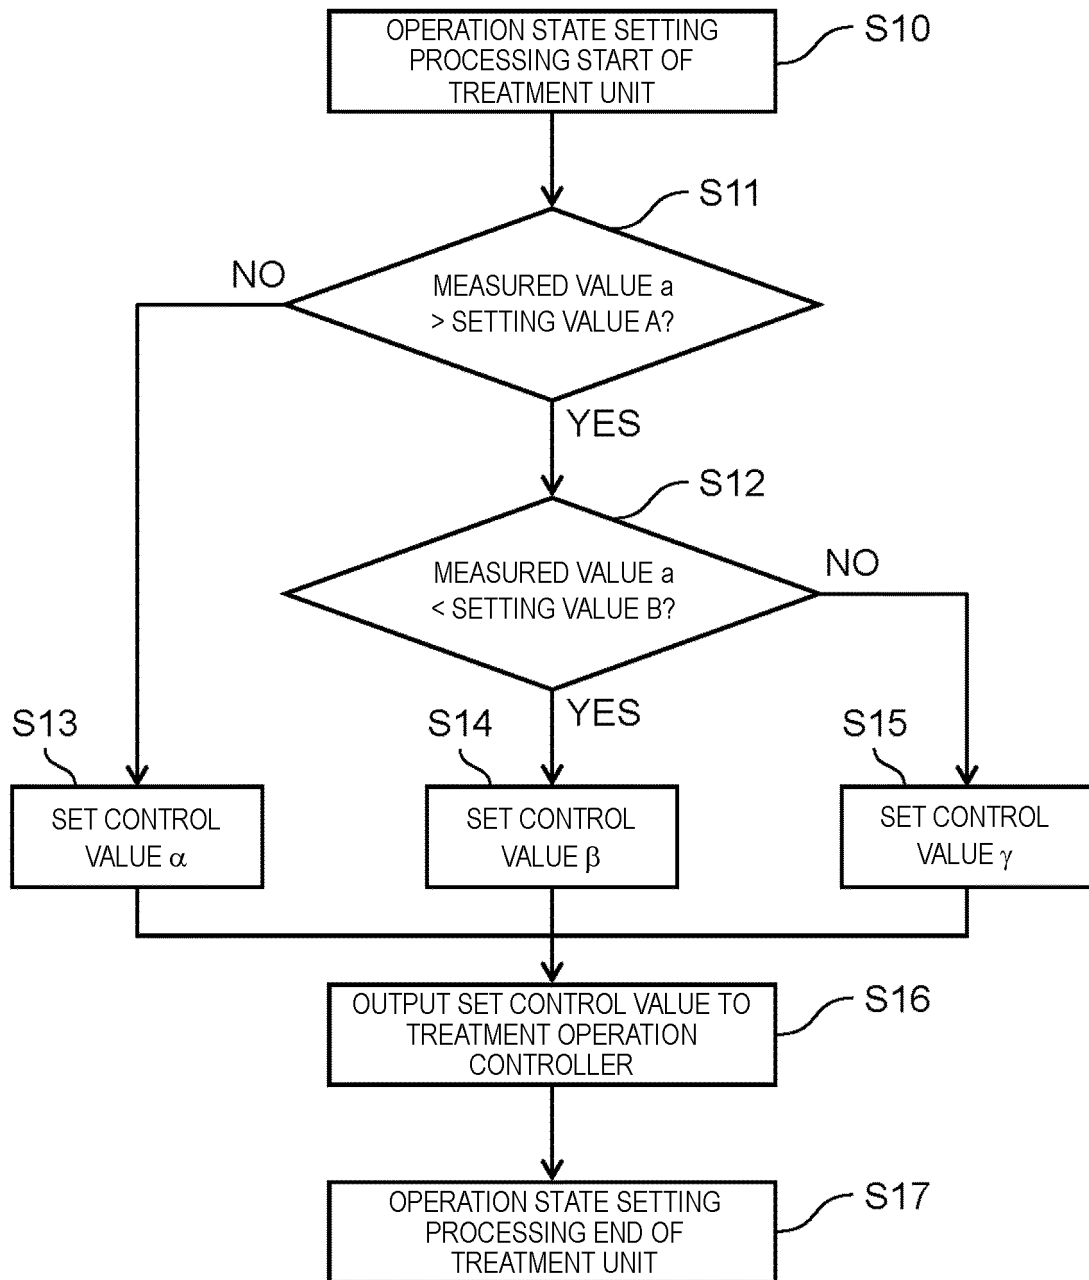 OPERATION STATE SETTING
PROCESSING START OF
TREATMENT UNIT
S10
S11
NO
MEASURED VALUE a
> SETTING VALUE A?
YES
S12
MEASURED VALUE a
< SETTING VALUE B?
NO
YES
S13
S14
S15
SET CONTROL
VALUE α
SET CONTROL
VALUE β
SET CONTROL
VALUE γ
OUTPUT SET CONTROL VALUE TO
TREATMENT OPERATION
CONTROLLER
S16
OPERATION STATE SETTING
PROCESSING END OF
TREATMENT UNIT
S17